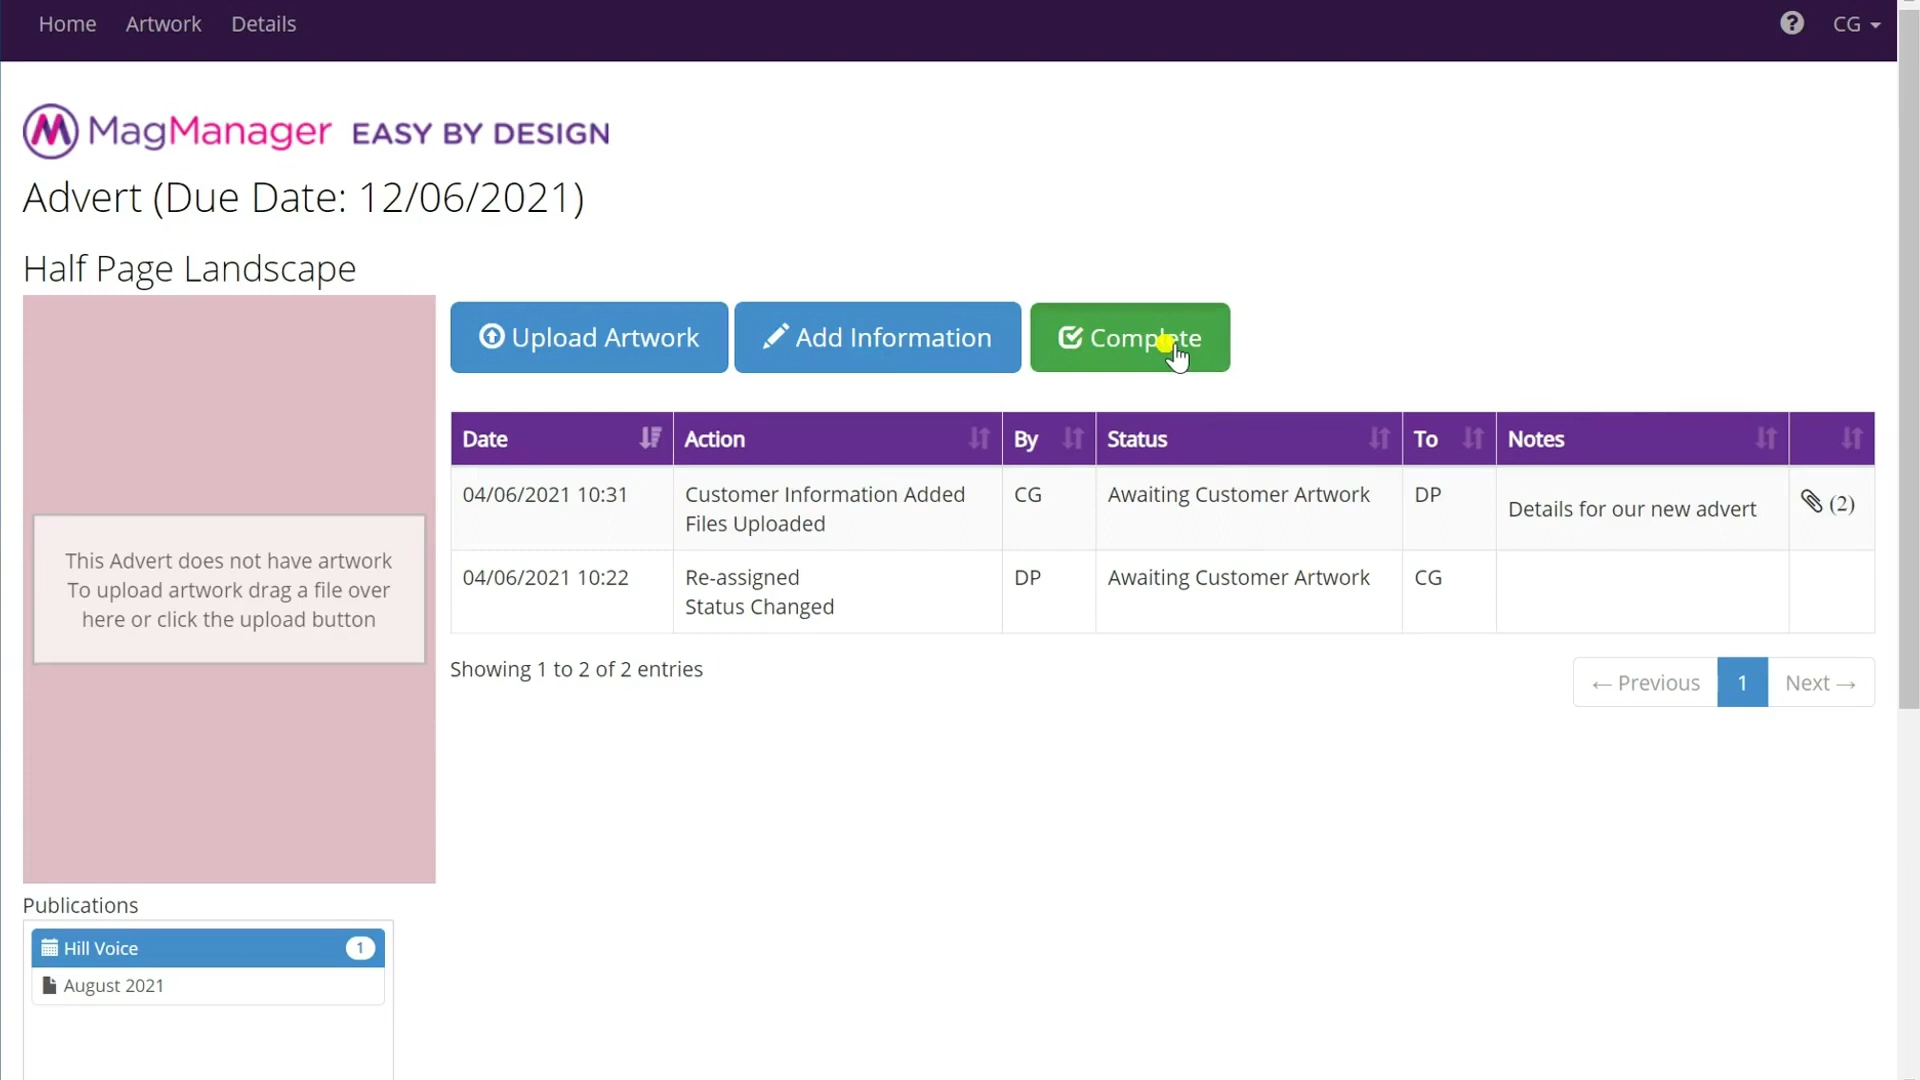 Home Artwork Details ? CG
MagManager EASY BY DESIGN
Advert (Due Date: 12/06/2021)
Half Page Landscape
Upload Artwork Add Information Complete
Date Action By Status To Notes
04/06/2021 10:31 Customer Information Added CG Awaiting Customer Artwork DP Details for our new advert (2)
Files Uploaded
04/06/2021 10:22 Re-assigned DP Awaiting Customer Artwork CG
Status Changed
This Advert does not have artwork
To upload artwork drag a file over
here or click the upload button
Showing 1 to 2 of 2 entries
← Previous 1 Next →
Publications
Hill Voice 1
August 2021